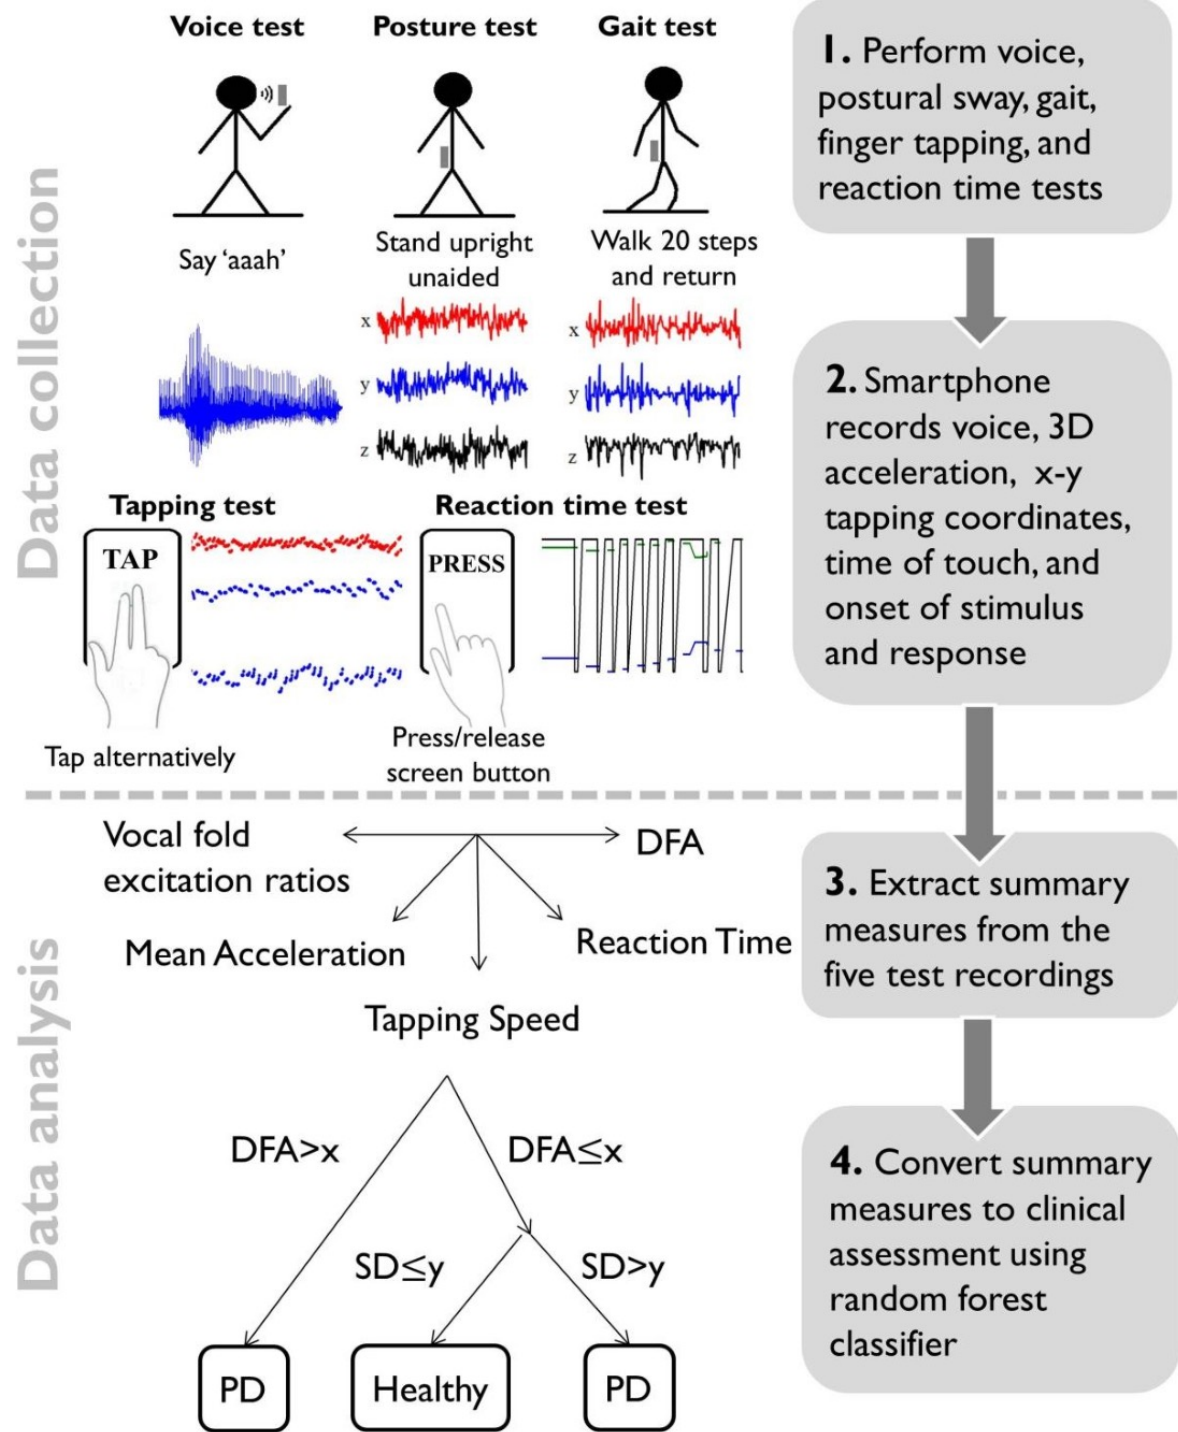 Data collection
Voice test
Say ‘aaah’
Posture test
Stand upright
unaided
x
y
z
Gait test
Walk 20 steps
and return
x
y
z
Tapping test
TAP
Tap alternatively
Reaction time test
PRESS
Press/release
screen button
1. Perform voice,
postural sway, gait,
finger tapping, and
reaction time tests
2. Smartphone
records voice, 3D
acceleration, x-y
tapping coordinates,
time of touch, and
onset of stimulus
and response
Data analysis
Vocal fold
excitation ratios
DFA
Mean Acceleration
Reaction Time
Tapping Speed
DFA>x
DFA≤x
SD≤y
SD>y
PD
Healthy
PD
3. Extract summary
measures from the
five test recordings
4. Convert summary
measures to clinical
assessment using
random forest
classifier